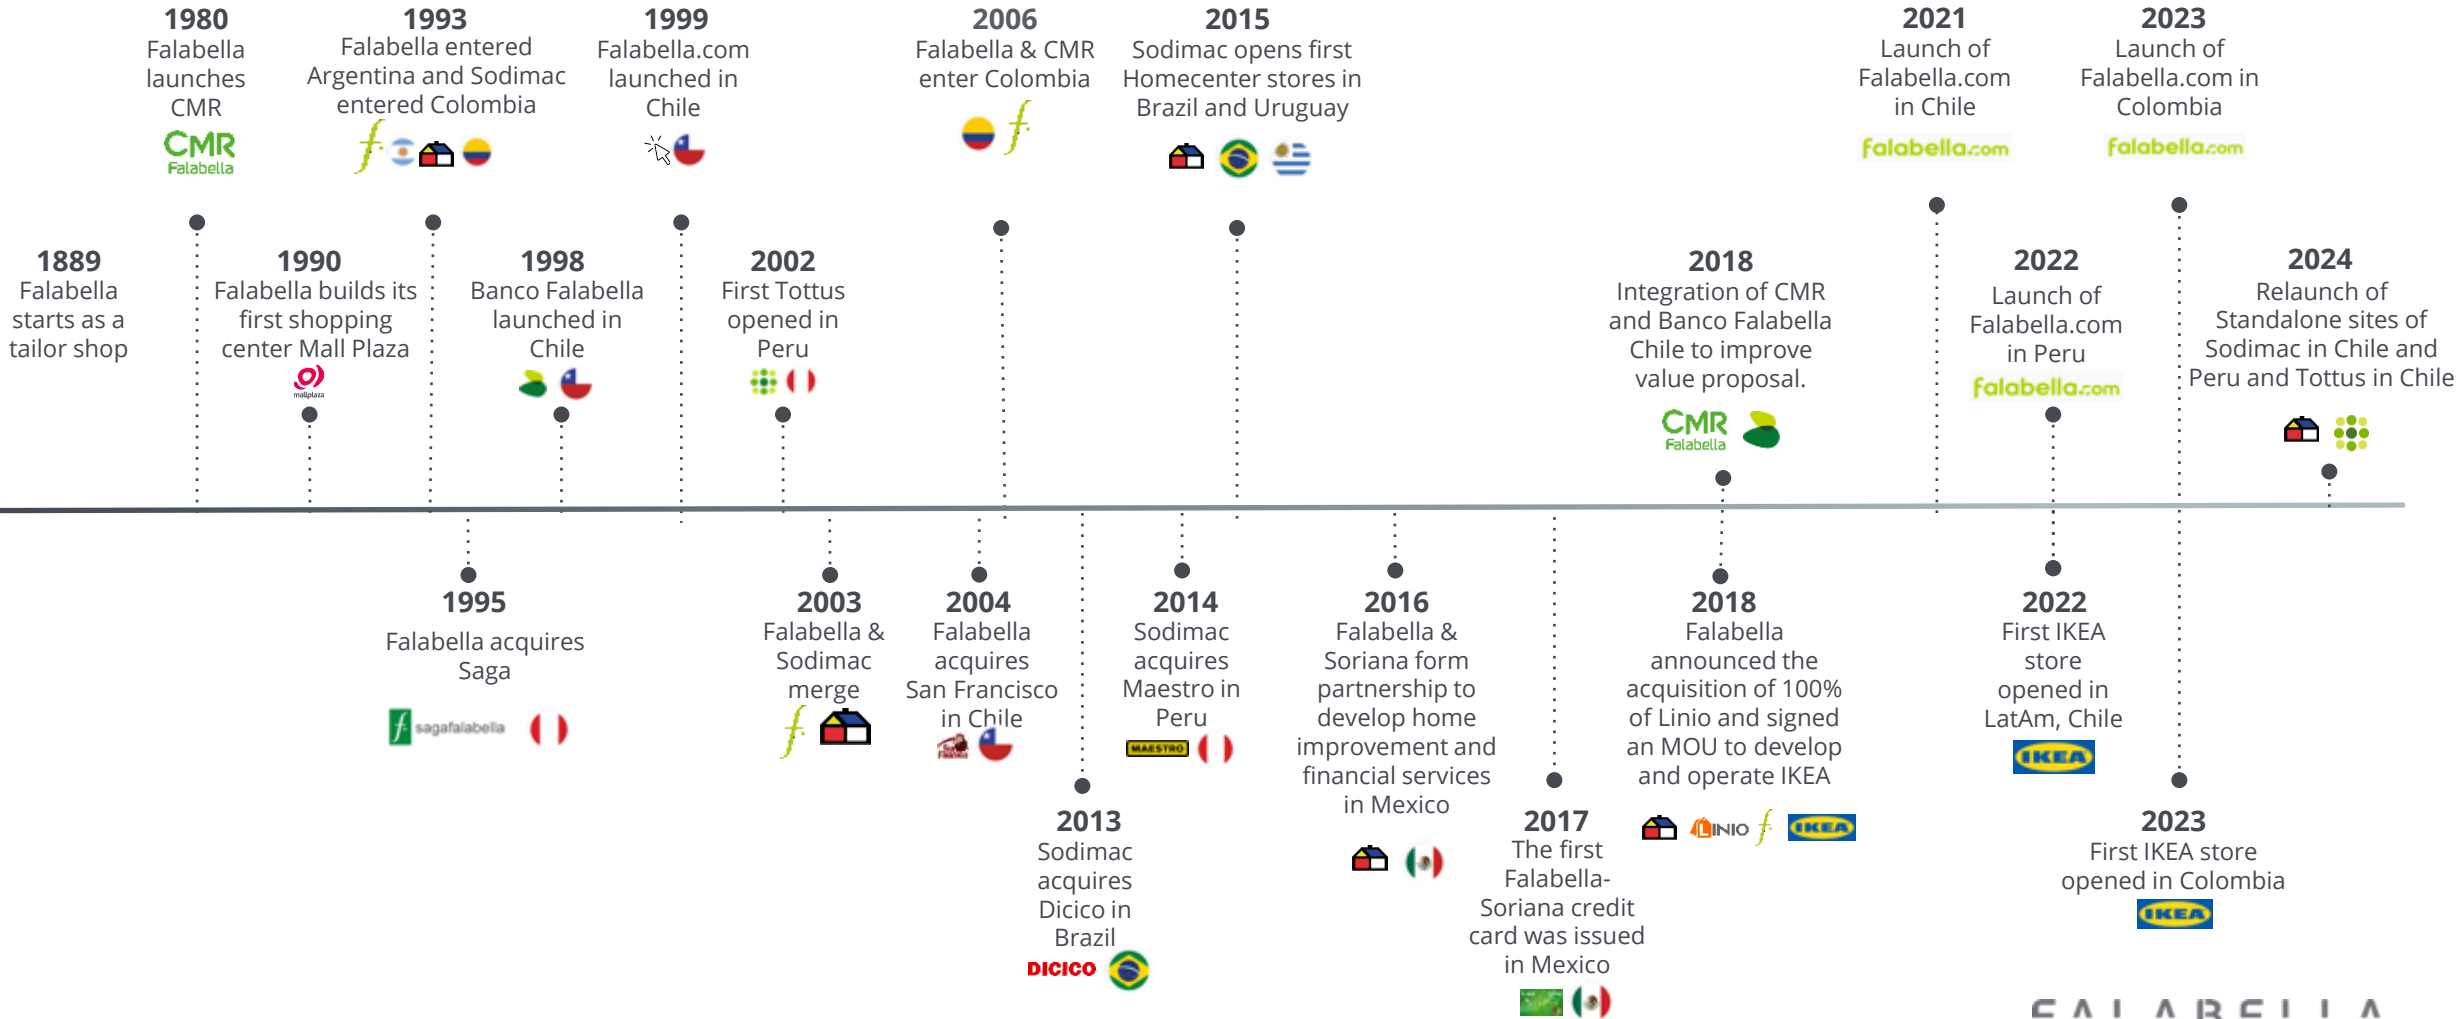 1980
Falabella
launches
CMR
CMR
Falabella
1993
Falabella entered
Argentina and Sodimac
entered Colombia
1999
Falabella.com
launched in
Chile
2006
Falabella & CMR
enter Colombia
2015
Sodimac opens first
Homecenter stores in
Brazil and Uruguay
2021
Launch of
Falabella.com
in Chile
falabella.com
2023
Launch of
Falabella.com in
Colombia
falabella.com
1889
Falabella
starts as a
tailor shop
1990
Falabella builds its
first shopping
center Mall Plaza
mallplaza
1998
Banco Falabella
launched in
Chile
2002
First Tottus
opened in
Peru
2018
Integration of CMR
and Banco Falabella
Chile to improve
value proposal.
CMR
Falabella
2022
Launch of
Falabella.com
in Peru
falabella.com
2024
Relaunch of
Standalone sites of
Sodimac in Chile and
Peru and Tottus in Chile
1995
Falabella acquires
Saga
f. sagafalabella
2003
Falabella &
Sodimac
merge
2004
Falabella
acquires
San Francisco
in Chile
2013
Sodimac
acquires
Dicico in
Brazil
DICICO
2014
Sodimac
acquires
Maestro in
Peru
MAESTRO
2016
Falabella &
Soriana form
partnership to
develop home
improvement and
financial services
in Mexico
2017
The first
Falabella-
Soriana credit
card was issued
in Mexico
2018
Falabella
announced the
acquisition of 100%
of Linio and signed
an MOU to develop
and operate IKEA
LINIO f. IKEA
2022
First IKEA
store
opened in
LatAm, Chile
IKEA
2023
First IKEA store
opened in Colombia
IKEA
FALABELLA